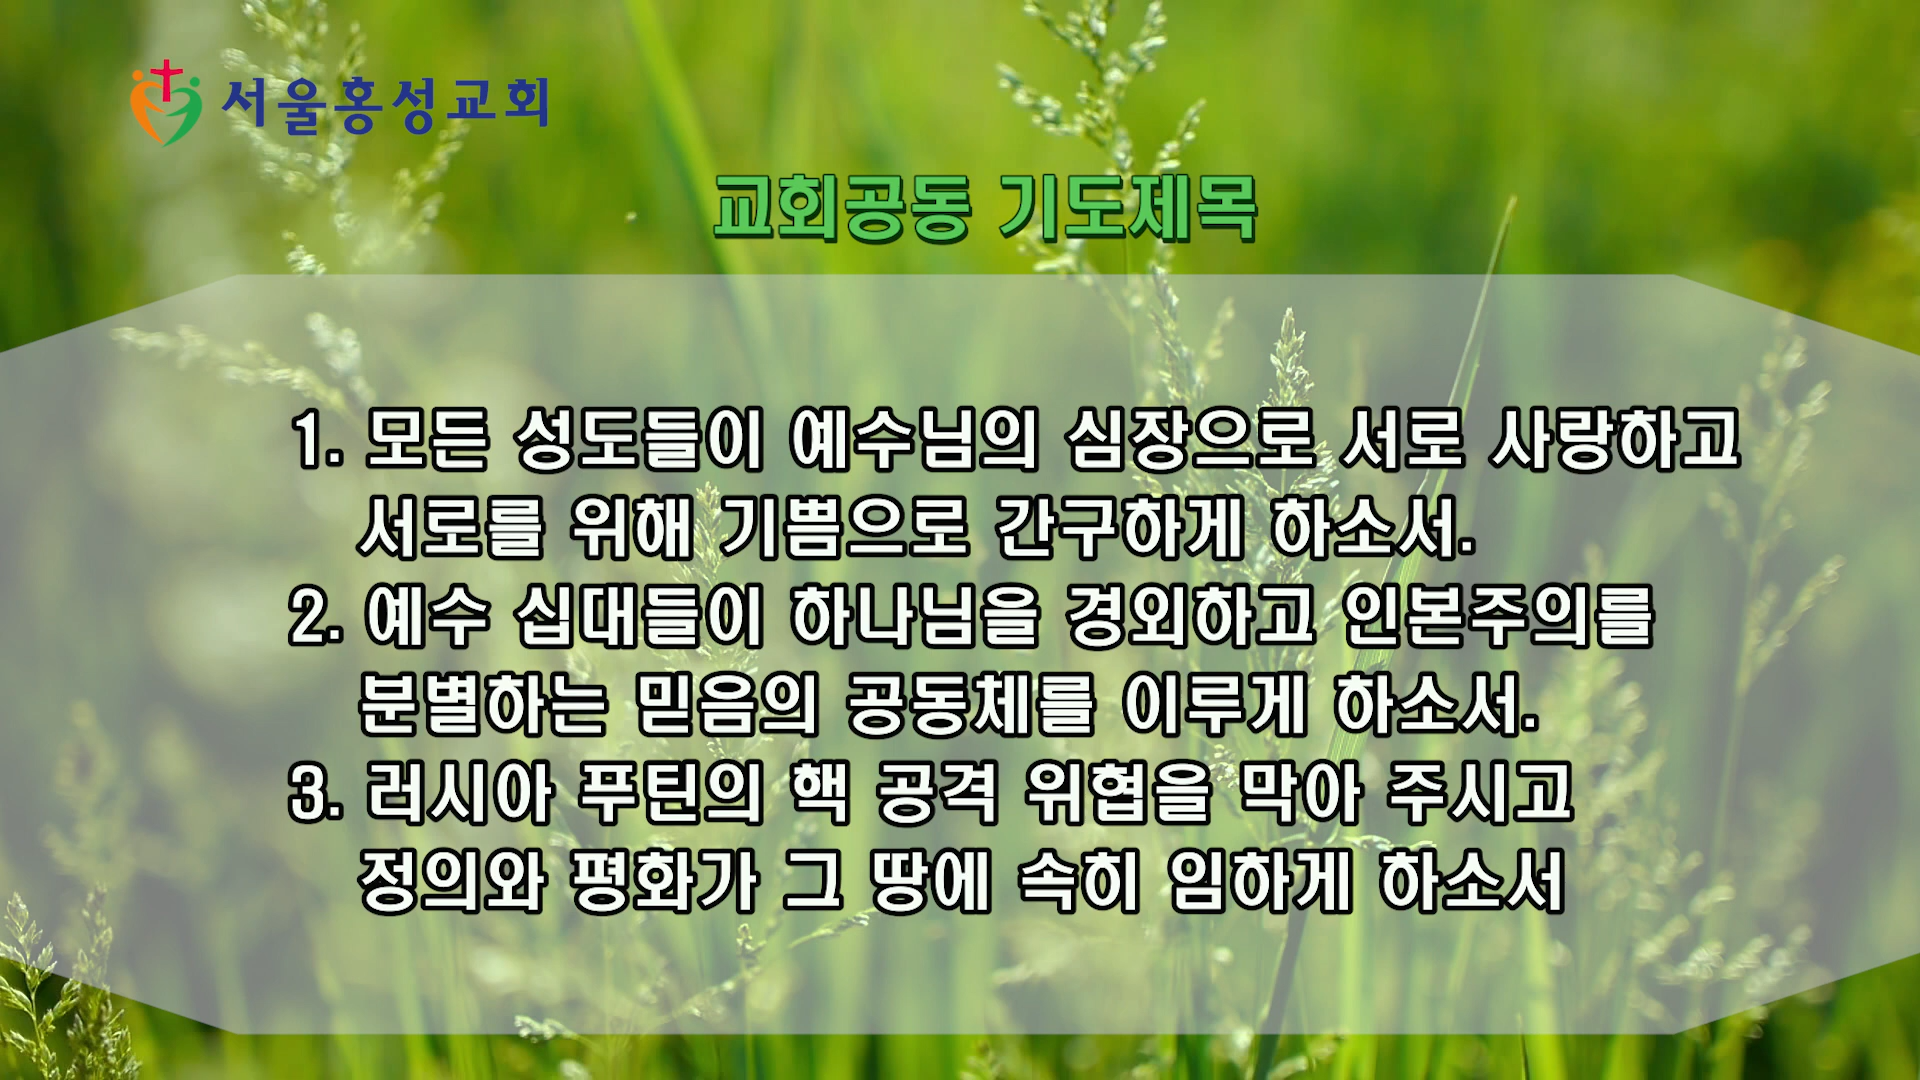 서울홍성교회
교회공동 기도제목
1. 모든 성도들이 예수님의 심장으로 서로 사랑하고
서로를 위해 기쁨으로 간구하게 하소서.
2. 예수 십대들이 하나님을 경외하고 인본주의를
분별하는 믿음의 공동체를 이루게 하소서.
3. 러시아 푸틴의 핵 공격 위협을 막아 주시고
정의와 평화가 그 땅에 속히 임하게 하소서